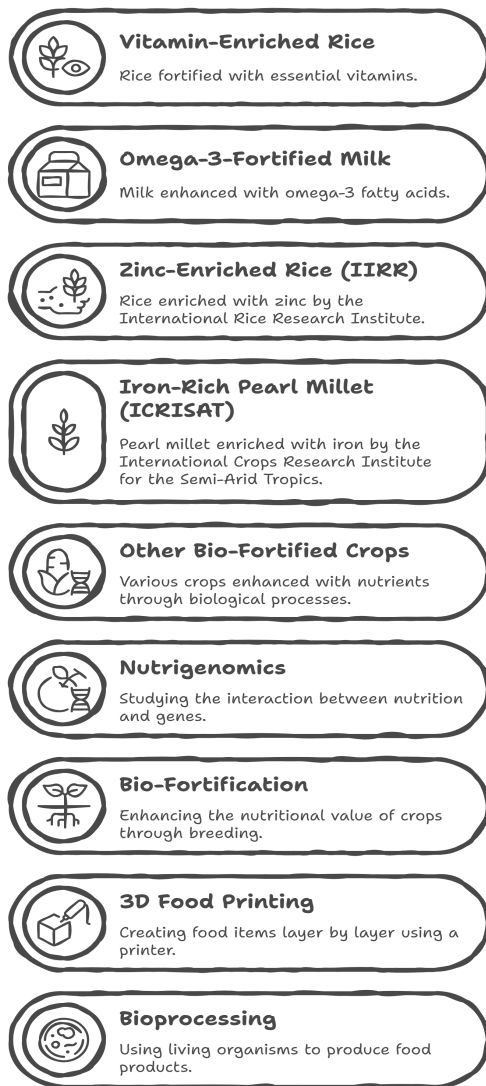 Vitamin-Enriched Rice
Rice fortified with essential vitamins.
Omega-3-Fortified Milk
Milk enhanced with omega-3 fatty acids.
Zinc-Enriched Rice (IIRR)
Rice enriched with zinc by the
International Rice Research Institute.
Iron-Rich Pearl Millet
(ICRISAT)
Pearl millet enriched with iron by the
International Crops Research Institute
for the Semi-Arid Tropics.
Other Bio-Fortified Crops
Various crops enhanced with nutrients
through biological processes.
Nutrigenomics
Studying the interaction between nutrition
and genes.
Bio-Fortification
Enhancing the nutritional value of crops
through breeding.
3D Food Printing
Creating food items layer by layer using a
printer.
Bioprocessing
Using living organisms to produce food
products.